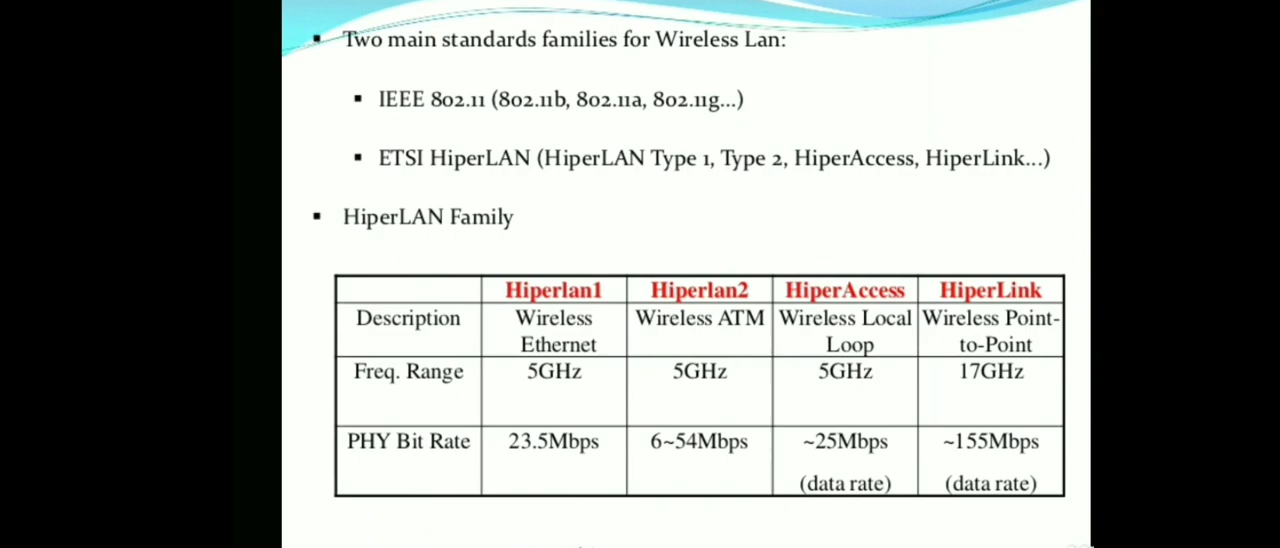 Two main standards families for Wireless Lan:
IEEE 802.11 (802.11b, 802.11a, 802.11g...)
ETSI HiperLAN (HiperLAN Type 1, Type 2, HiperAccess, HiperLink...)
HiperLAN Family
Hiperlan1 Hiperlan2 HiperAccess HiperLink
Description Wireless Wireless ATM Wireless Local Wireless Point-
Ethernet Loop to-Point
Freq. Range 5GHz 5GHz 5GHz 17GHz
PHY Bit Rate 23.5Mbps 6~54Mbps ~25Mbps ~155Mbps
(data rate) (data rate)